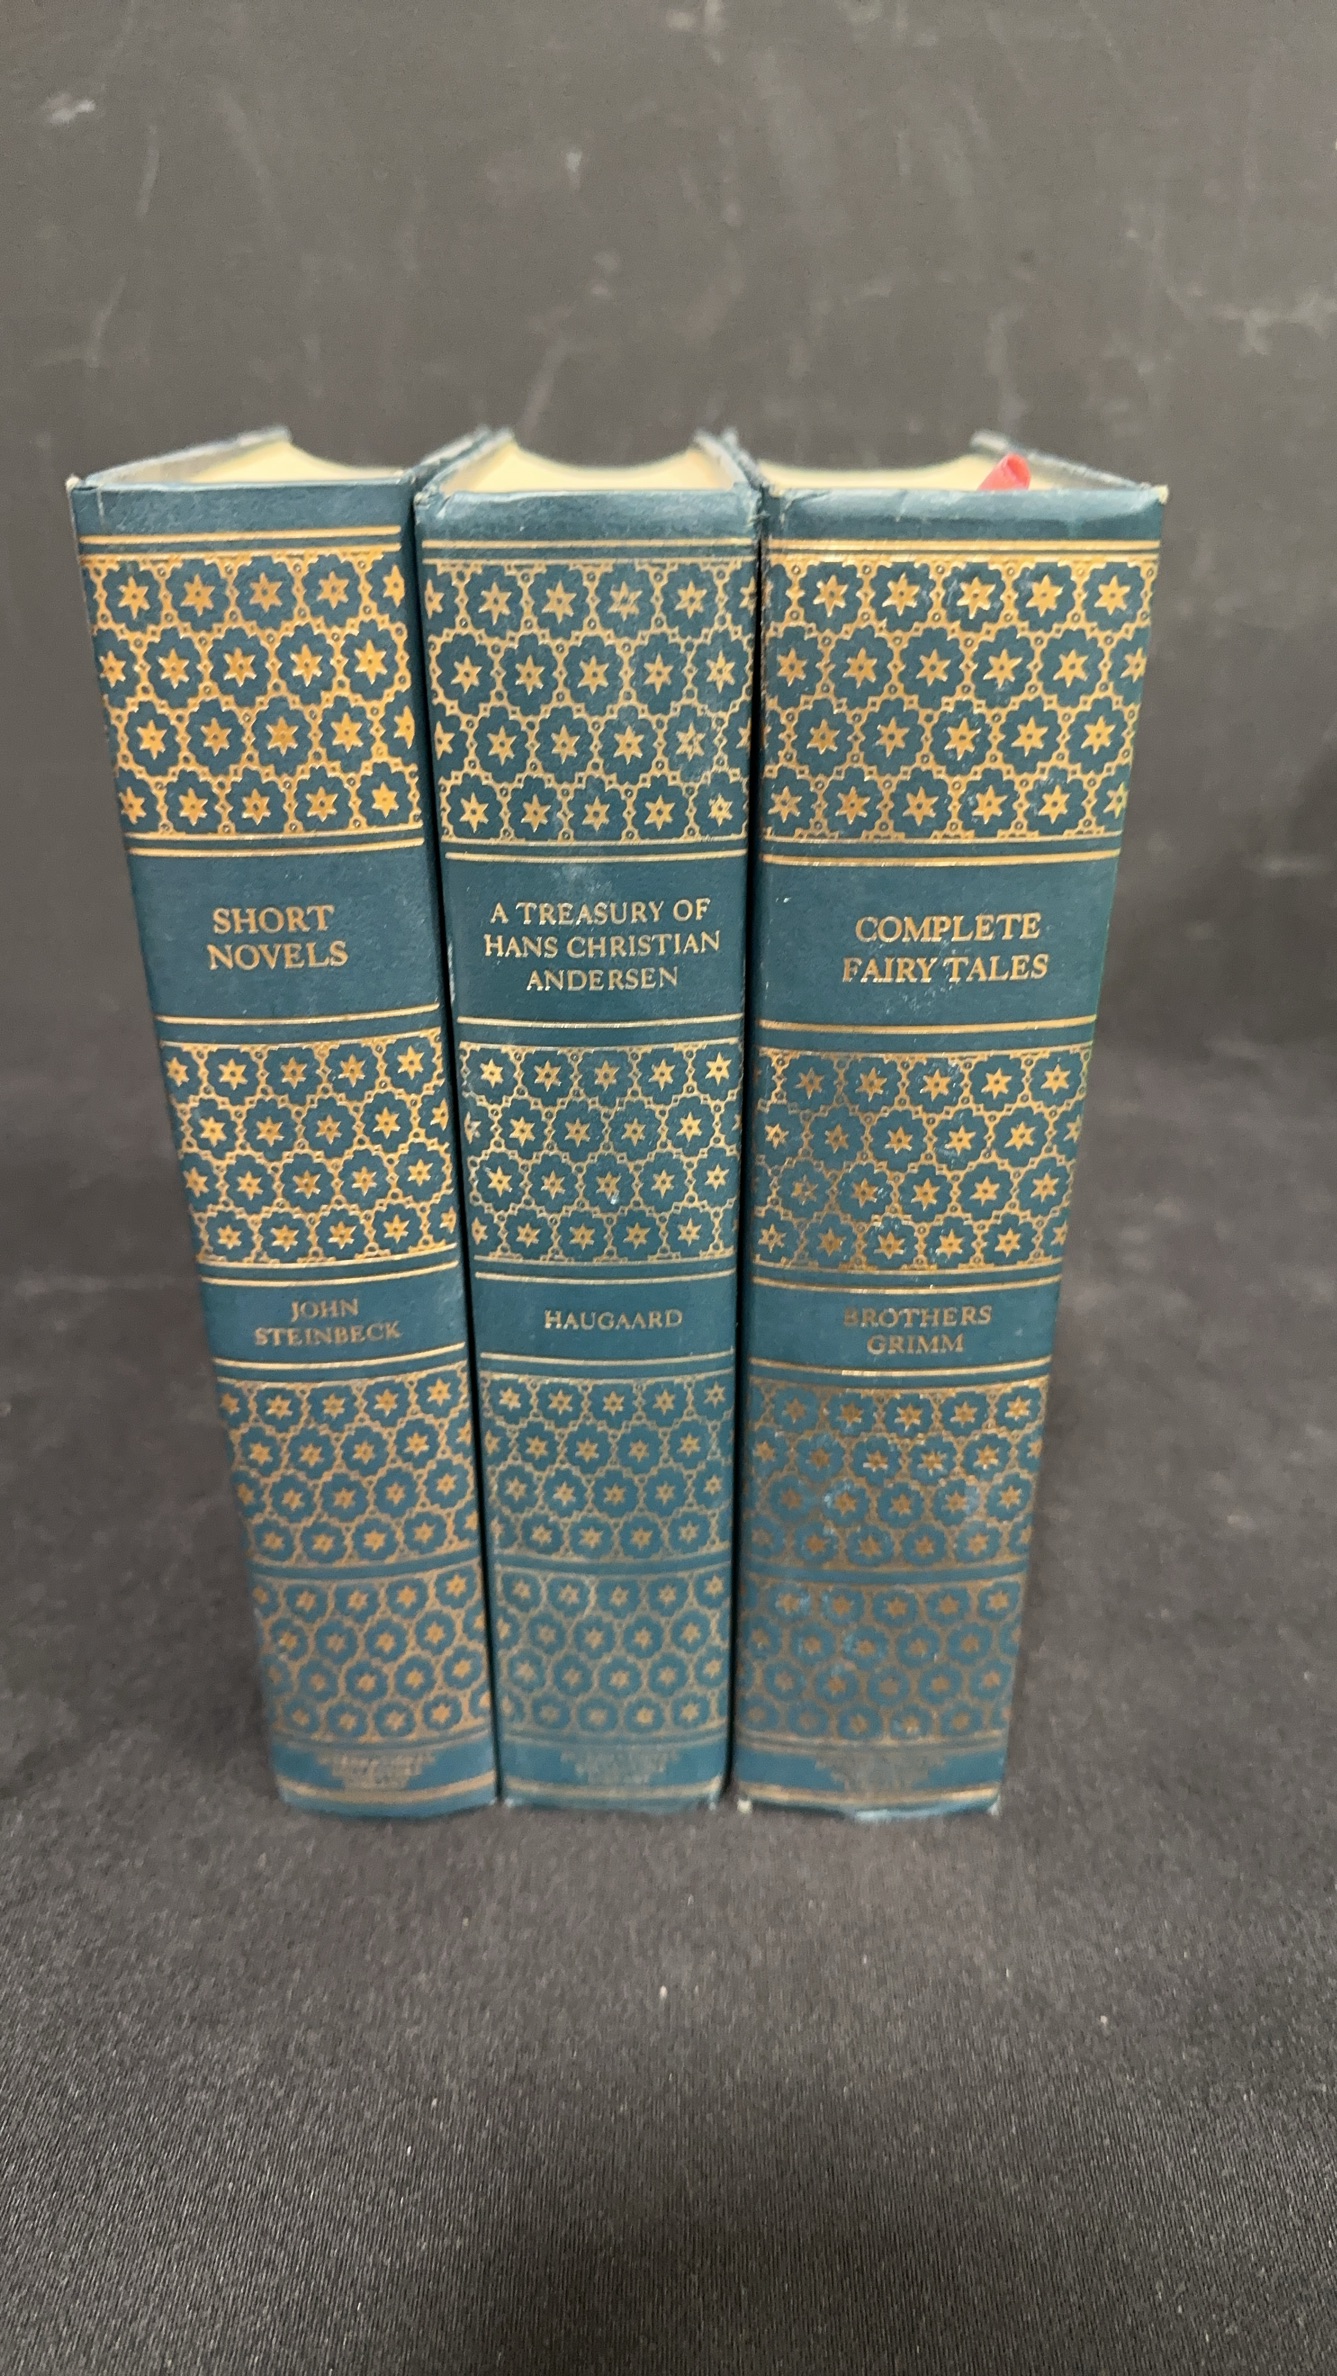 SHORT
NOVELS
JOHN
STEINBECK
A TREASURY OF
HANS CHRISTIAN
ANDERSEN
HAUGAARD
COMPLETE
FAIRY TALES
BROTHERS
GRIMM